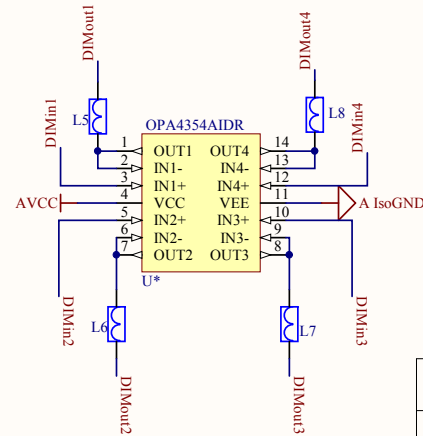 DIMout1
DIMout4
L5
L8
DIMin1
DIMin4
OPA4354AIDR
1 OUT1 OUT4 14
2 IN1- IN4- 13
3 IN1+ IN4+ 12
AVCC 4 VCC VEE 11 A IsoGND
5 IN2+ IN3+ 10
6 IN2- IN3- 9
7 OUT2 OUT3 8
U*
DIMin2
L6
L7
DIMin3
DIMout2
DIMout3